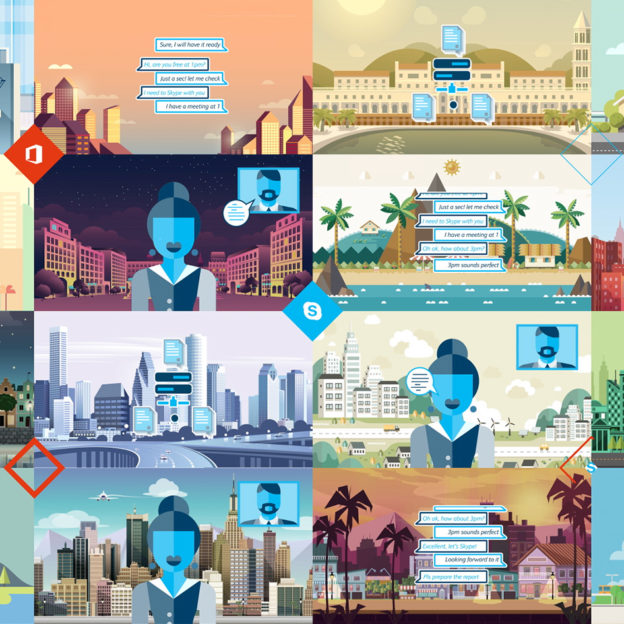 Sure, I will have it ready
Hi, are you free at 1pm?
Just a sec! let me check
I need to Skype with you
I have a meeting at 1
Just a sec! let me check
I need to Skype with you
I have a meeting at 1
Oh ok, how about 3pm?
3pm sounds perfect
Oh ok, how about 3pm?
3pm sounds perfect
Excellent, let's Skype!
Looking forward to it
Pls prepare the report